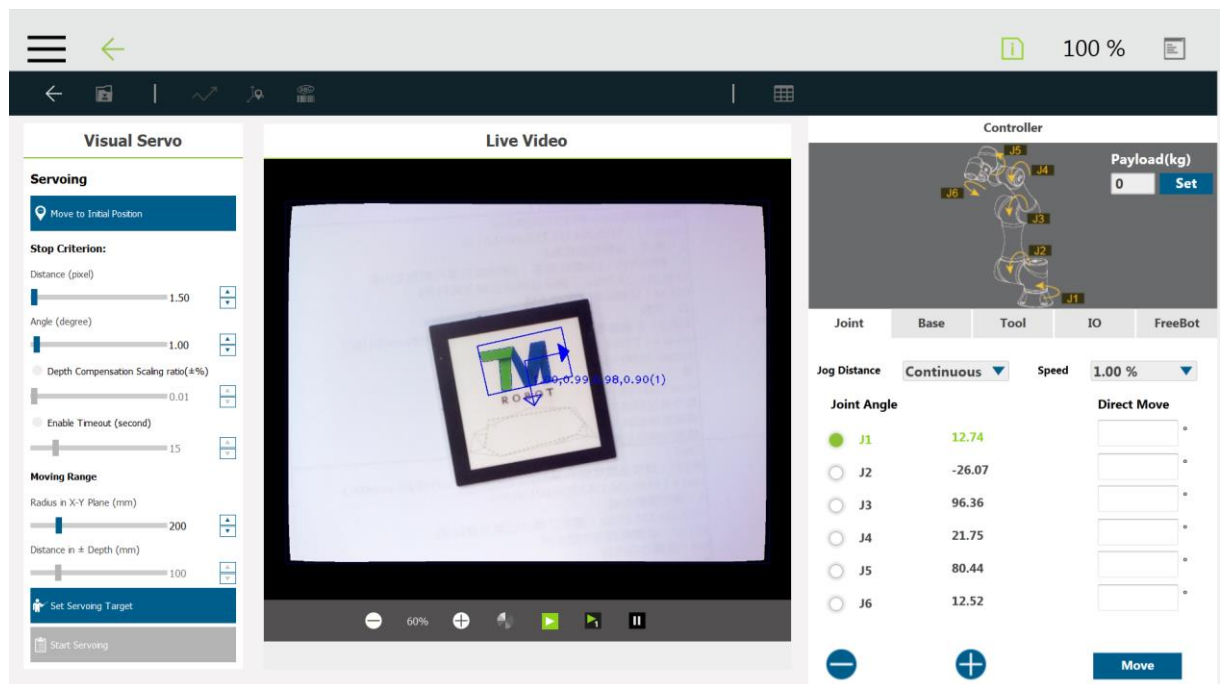 100 %
Visual Servo
Servoing
Move to Initial Position
Stop Criterion:
Distance (pixel)
1.50
Angle (degree)
1.00
Depth Compensation Scaling ratio(±%)
0.01
Enable Timeout (second)
15
Moving Range
Radius in X-Y Plane (mm)
200
Distance in ± Depth (mm)
100
Set Servoing Target
Start Servoing
Live Video
TM
ROBOT
98,0.90(1)
60%
1
Controller
J5
J4
J6
J3
J2
J1
Payload(kg)
0 Set
Joint Base Tool IO FreeBot
Jog Distance Continuous Speed 1.00 %
Joint Angle Direct Move
J1 12.74 °
J2 -26.07 °
J3 96.36 °
J4 21.75 °
J5 80.44 °
J6 12.52 °
Move